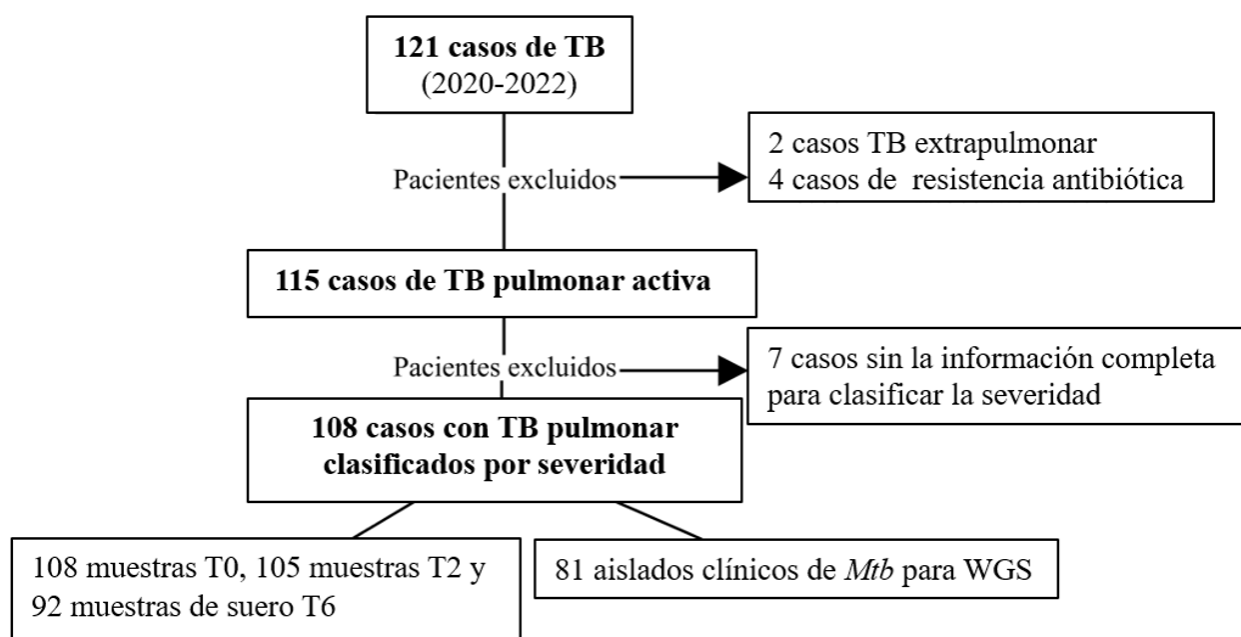 121 casos de TB
(2020-2022)
Pacientes excluidos
2 casos TB extrapulmonar
4 casos de resistencia antibiótica
115 casos de TB pulmonar activa
Pacientes excluidos
7 casos sin la información completa
para clasificar la severidad
108 casos con TB pulmonar
clasificados por severidad
108 muestras T0, 105 muestras T2 y
92 muestras de suero T6
81 aislados clínicos de Mtb para WGS